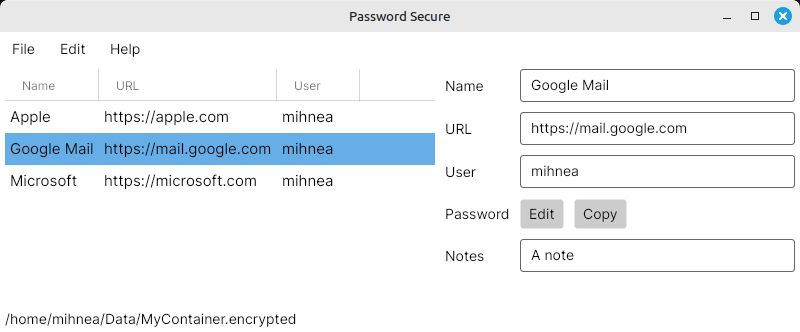 Password Secure
File Edit Help
Name URL User
Apple https://apple.com mihnea
Google Mail https://mail.google.com mihnea
Microsoft https://microsoft.com mihnea
Name Google Mail
URL https://mail.google.com
User mihnea
Password Edit Copy
Notes A note
/home/mihnea/Data/MyContainer.encrypted